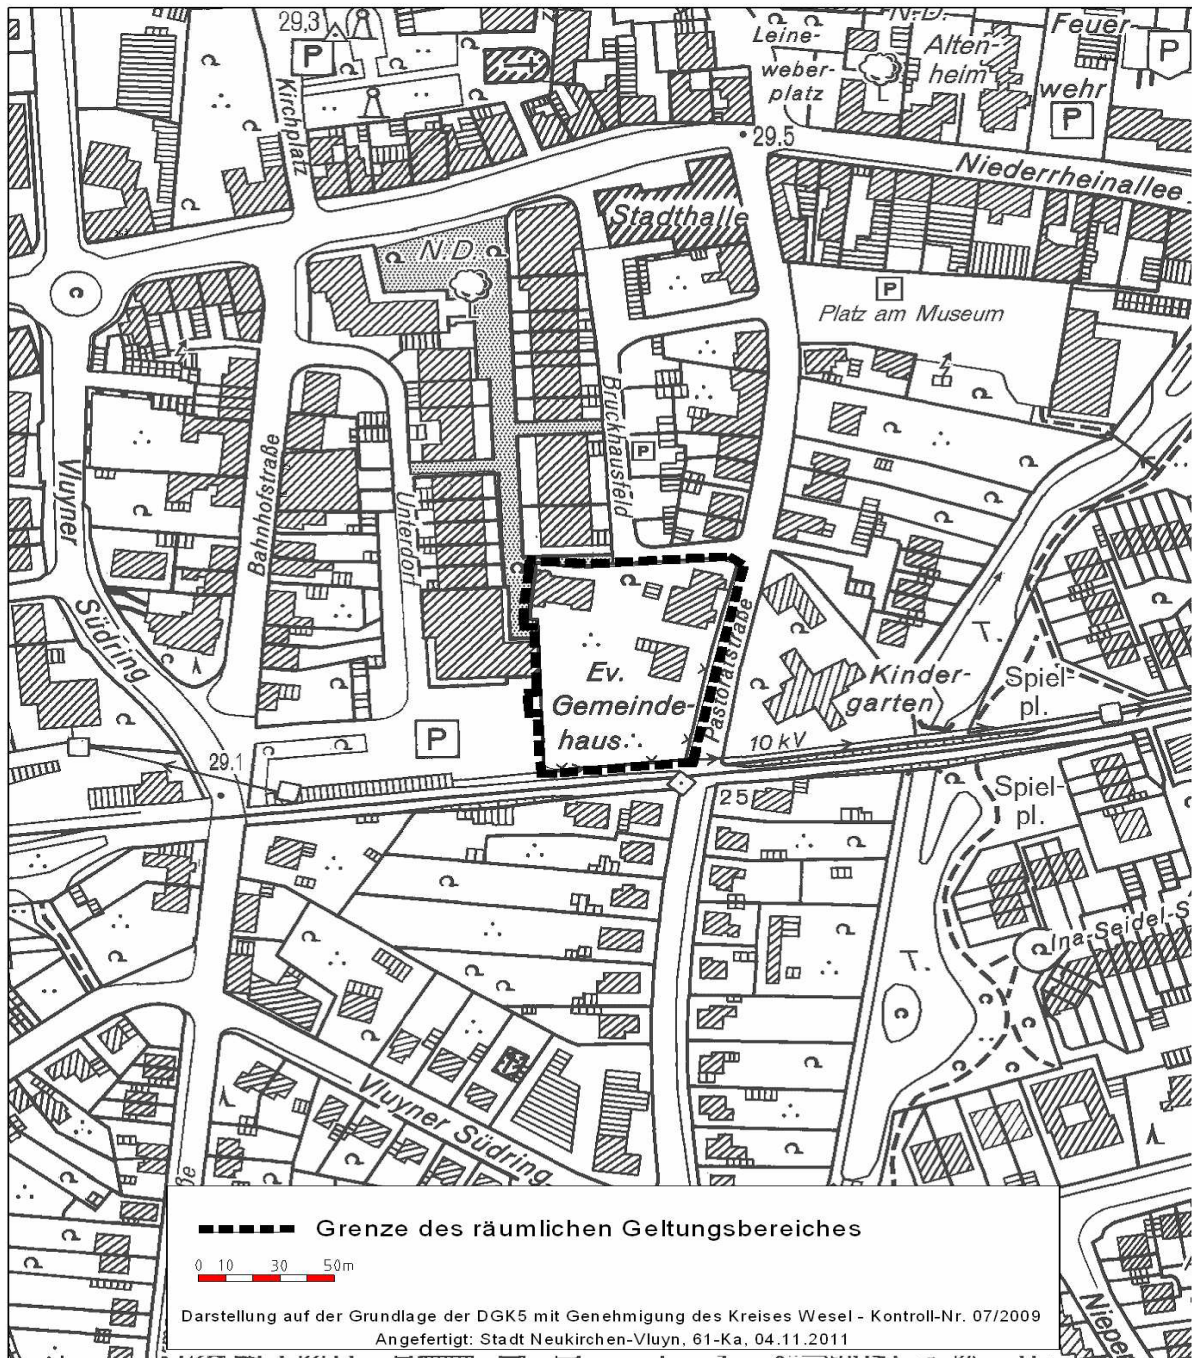 29,3
P
Kirchplatz
N.D.
Leine-
weber-
platz
Alten-
heim
Feuer-
wehr
P
P
29.5
Niederrheinallee
Stadthalle
N.D.
P
Platz am Museum
Bruckhausfeld
P
Vluyner
Südring
Bahnhofstraße
Unterdorf
Ev.
Gemeinde-
haus
Pastoratstraße
Kinder-
garten
Spiel-
pl.
10 kV
P
29.1
25
Spiel-
pl.
Ina-Seidel-S
T.
T.
Vluyner Südring
ße
Nieper
Grenze des räumlichen Geltungsbereiches
0 10 30 50m
Darstellung auf der Grundlage der DGK5 mit Genehmigung des Kreises Wesel - Kontroll-Nr. 07/2009
Angefertigt: Stadt Neukirchen-Vluyn, 61-Ka, 04.11.2011